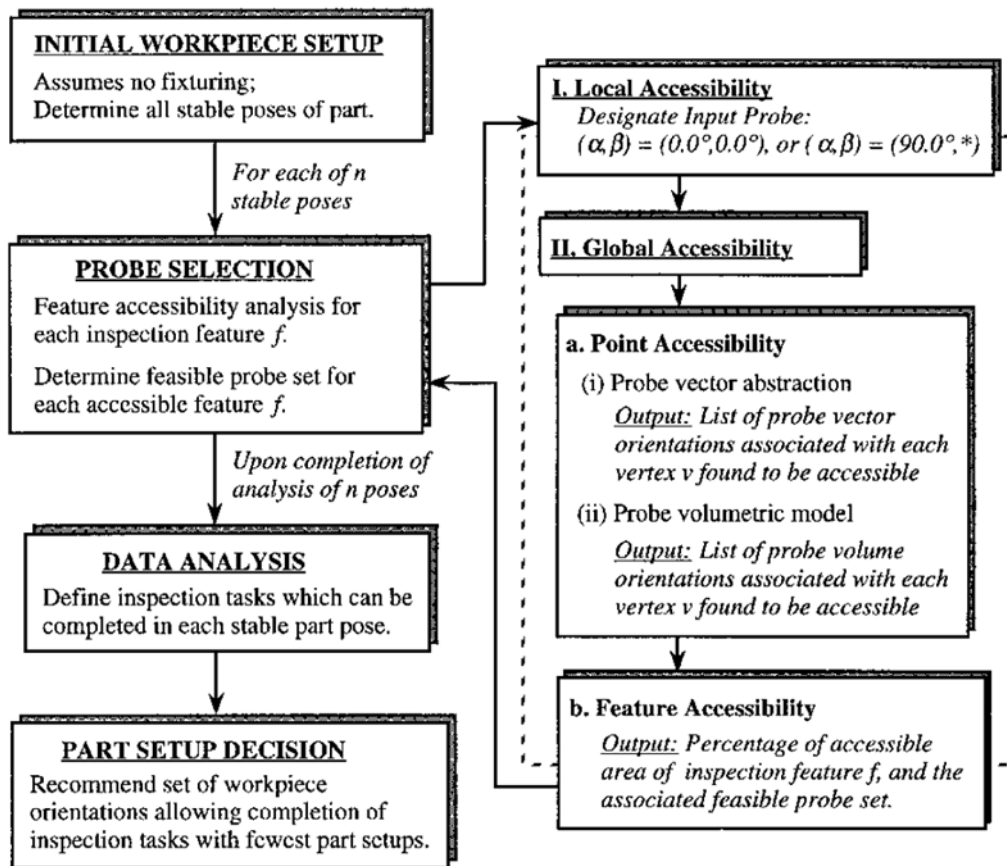 INITIAL WORKPIECE SETUP
Assumes no fixturing;
Determine all stable poses of part.
For each of n
stable poses
PROBE SELECTION
Feature accessibility analysis for
each inspection feature f.
Determine feasible probe set for
each accessible feature f.
Upon completion of
analysis of n poses
DATA ANALYSIS
Define inspection tasks which can be
completed in each stable part pose.
PART SETUP DECISION
Recommend set of workpiece
orientations allowing completion of
inspection tasks with fewest part setups.
I. Local Accessibility
Designate Input Probe:
(α,β) = (0.0°,0.0°), or (α,β) = (90.0°,*)
II. Global Accessibility
a. Point Accessibility
(i) Probe vector abstraction
Output: List of probe vector
orientations associated with each
vertex v found to be accessible
(ii) Probe volumetric model
Output: List of probe volume
orientations associated with each
vertex v found to be accessible
b. Feature Accessibility
Output: Percentage of accessible
area of inspection feature f, and the
associated feasible probe set.